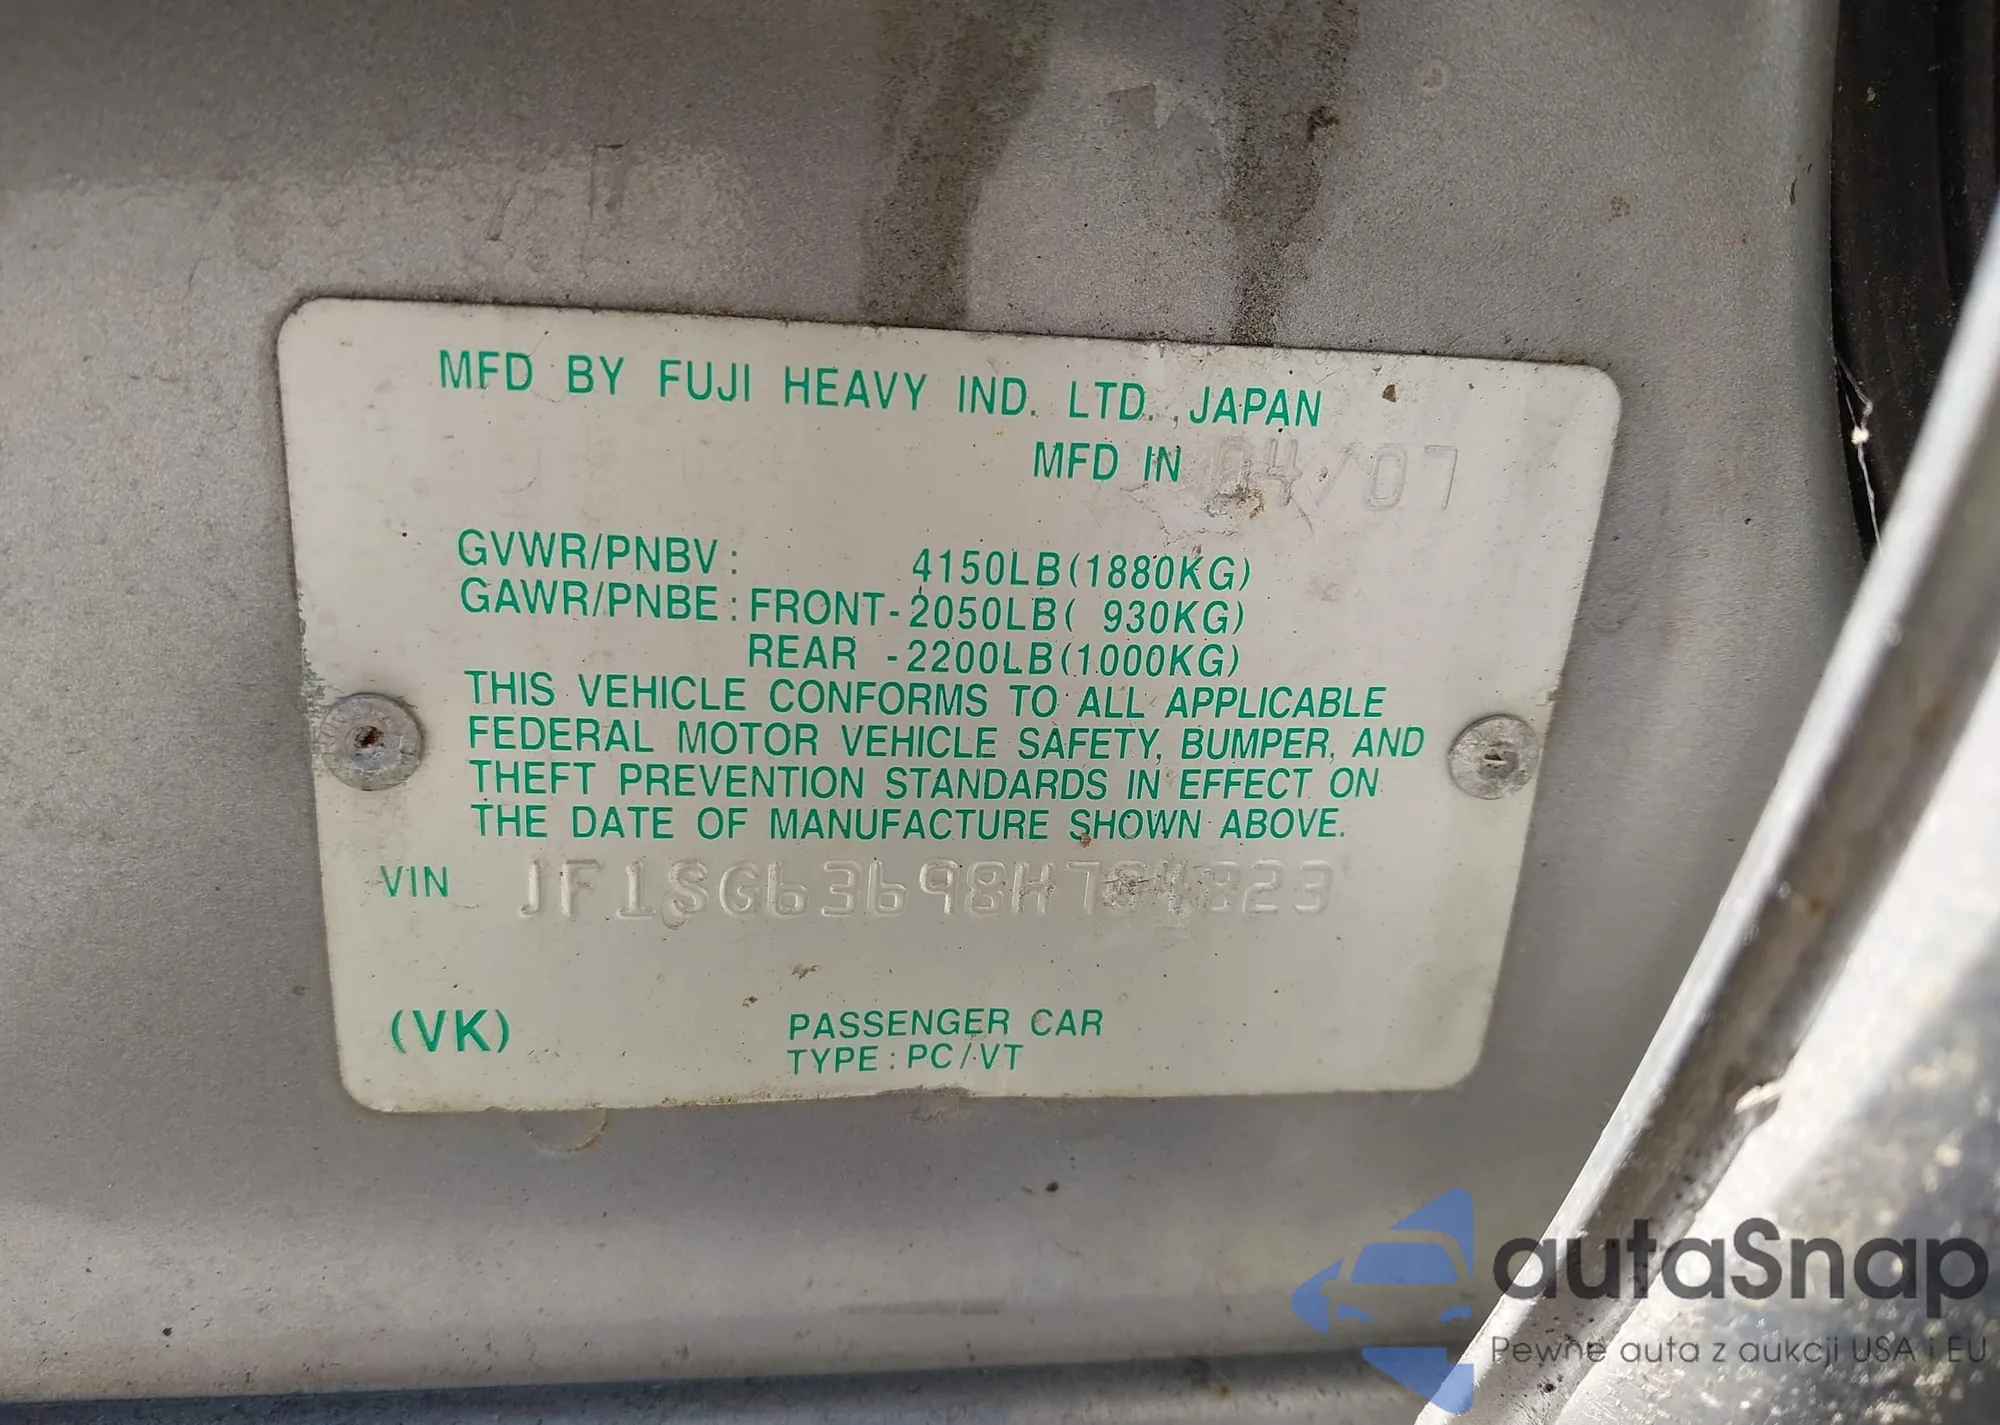 MFD BY FUJI HEAVY IND. LTD., JAPAN
MFD IN 04/07
GVWR/PNBV: 4150LB(1880KG)
GAWR/PNBE: FRONT-2050LB( 930KG)
REAR -2200LB(1000KG)
THIS VEHICLE CONFORMS TO ALL APPLICABLE
FEDERAL MOTOR VEHICLE SAFETY, BUMPER, AND
THEFT PREVENTION STANDARDS IN EFFECT ON
THE DATE OF MANUFACTURE SHOWN ABOVE.
VIN JF1SG63698H704823
(VK) PASSENGER CAR
TYPE: PC/VT
autaSnap
Pewne auta z aukcji USA i EU